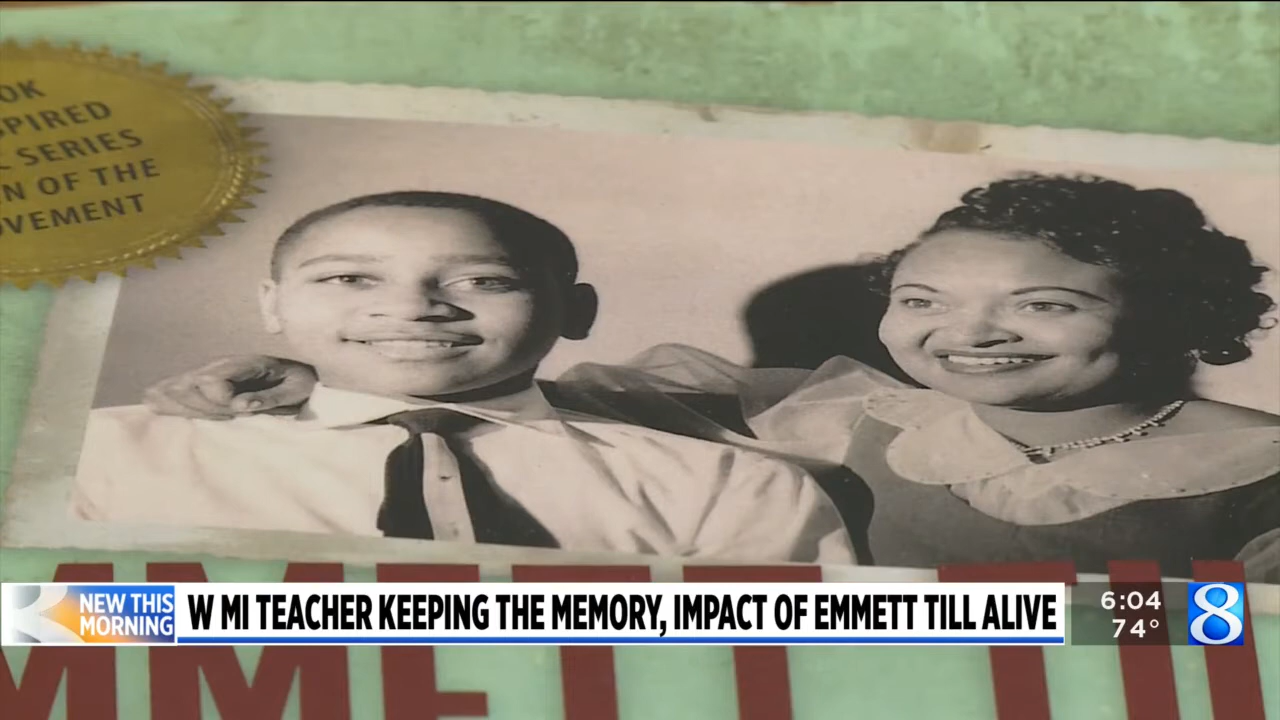 OK
SPIRED
SERIES
N OF THE
VEMENT
NEW THIS
MORNING
W MI TEACHER KEEPING THE MEMORY, IMPACT OF EMMETT TILL ALIVE
6:04
74°
8